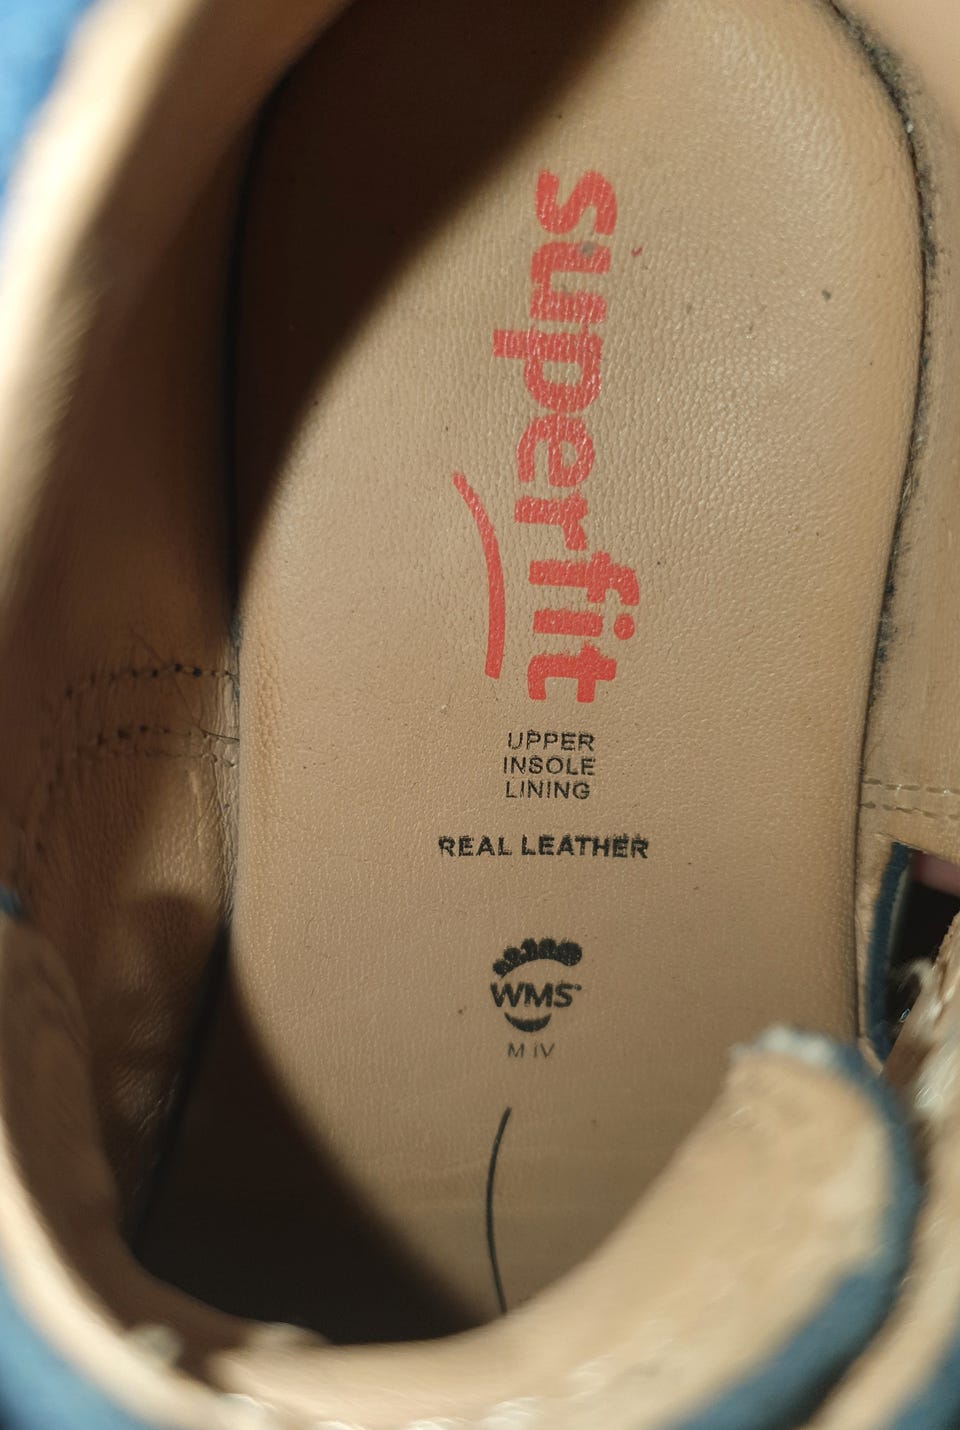 superfit
UPPER
INSOLE
LINING
REAL LEATHER
WMS
M IV